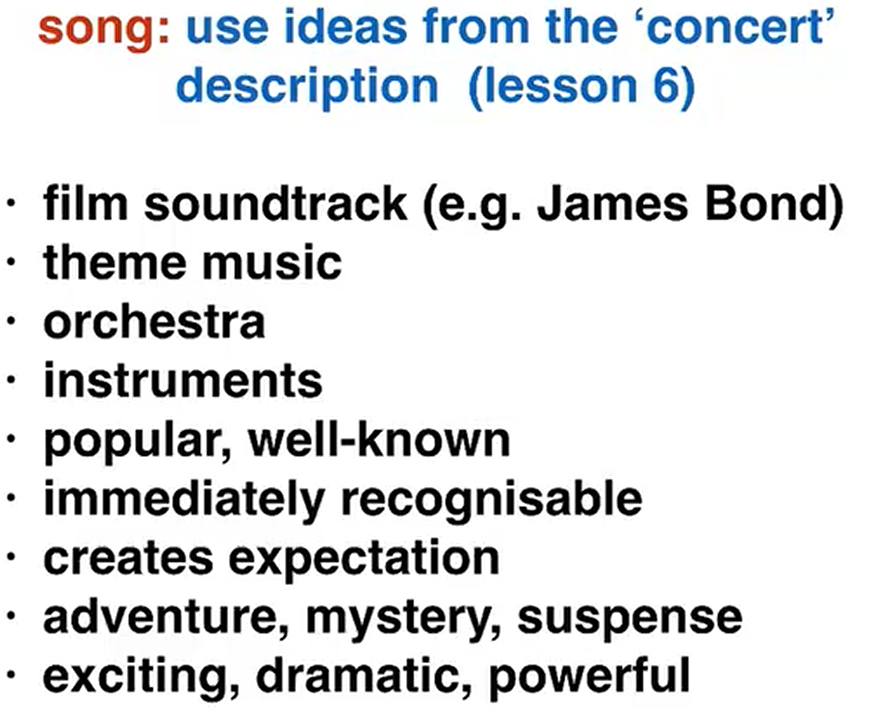 song: use ideas from the ‘concert’
description (lesson 6)
· film soundtrack (e.g. James Bond)
· theme music
· orchestra
· instruments
· popular, well-known
· immediately recognisable
· creates expectation
· adventure, mystery, suspense
· exciting, dramatic, powerful